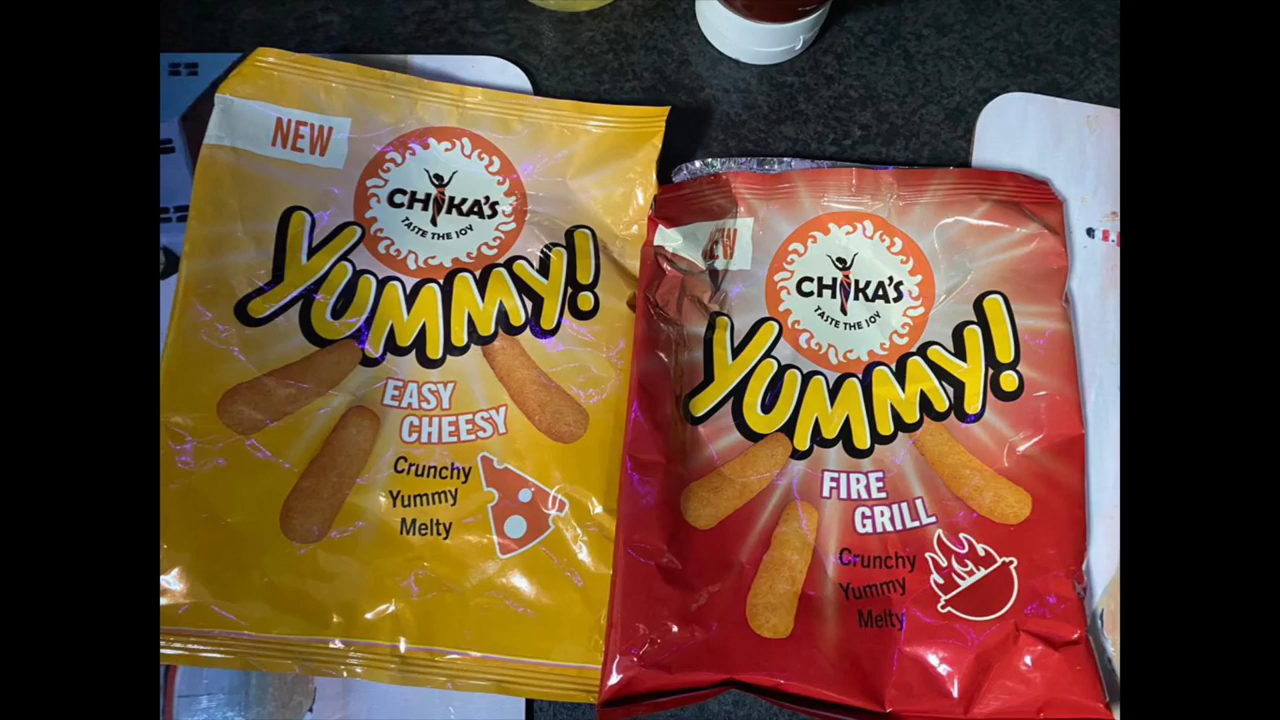 NEW
CHIKA'S
TASTE THE JOY
YUMMY!
EASY
CHEESY
Crunchy
Yummy
Melty
NEW
CHIKA'S
TASTE THE JOY
YUMMY!
FIRE
GRILL
Crunchy
Yummy
Melty